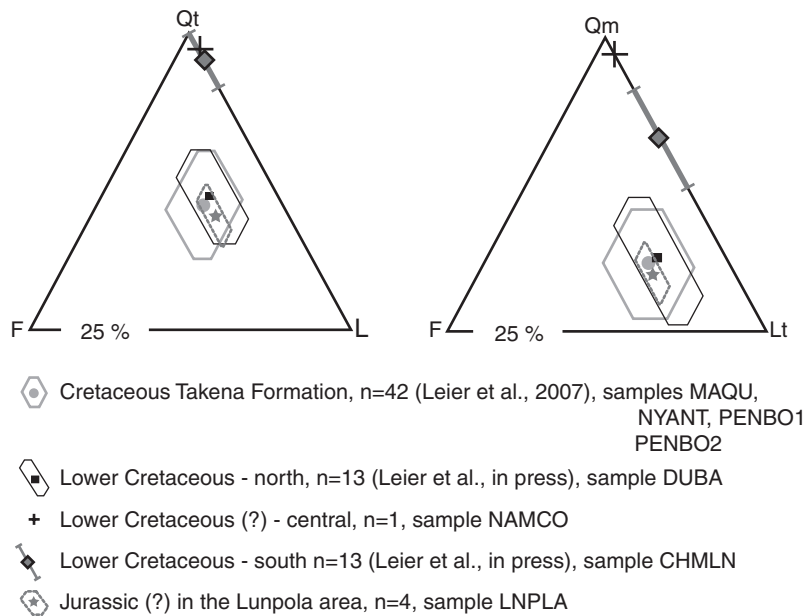 Qt
Qm
F
25 %
L
F
25 %
Lt
Cretaceous Takena Formation, n=42 (Leier et al., 2007), samples MAQU,
NYANT, PENBO1
PENBO2
Lower Cretaceous - north, n=13 (Leier et al., in press), sample DUBA
Lower Cretaceous (?) - central, n=1, sample NAMCO
Lower Cretaceous - south n=13 (Leier et al., in press), sample CHMLN
Jurassic (?) in the Lunpola area, n=4, sample LNPLA